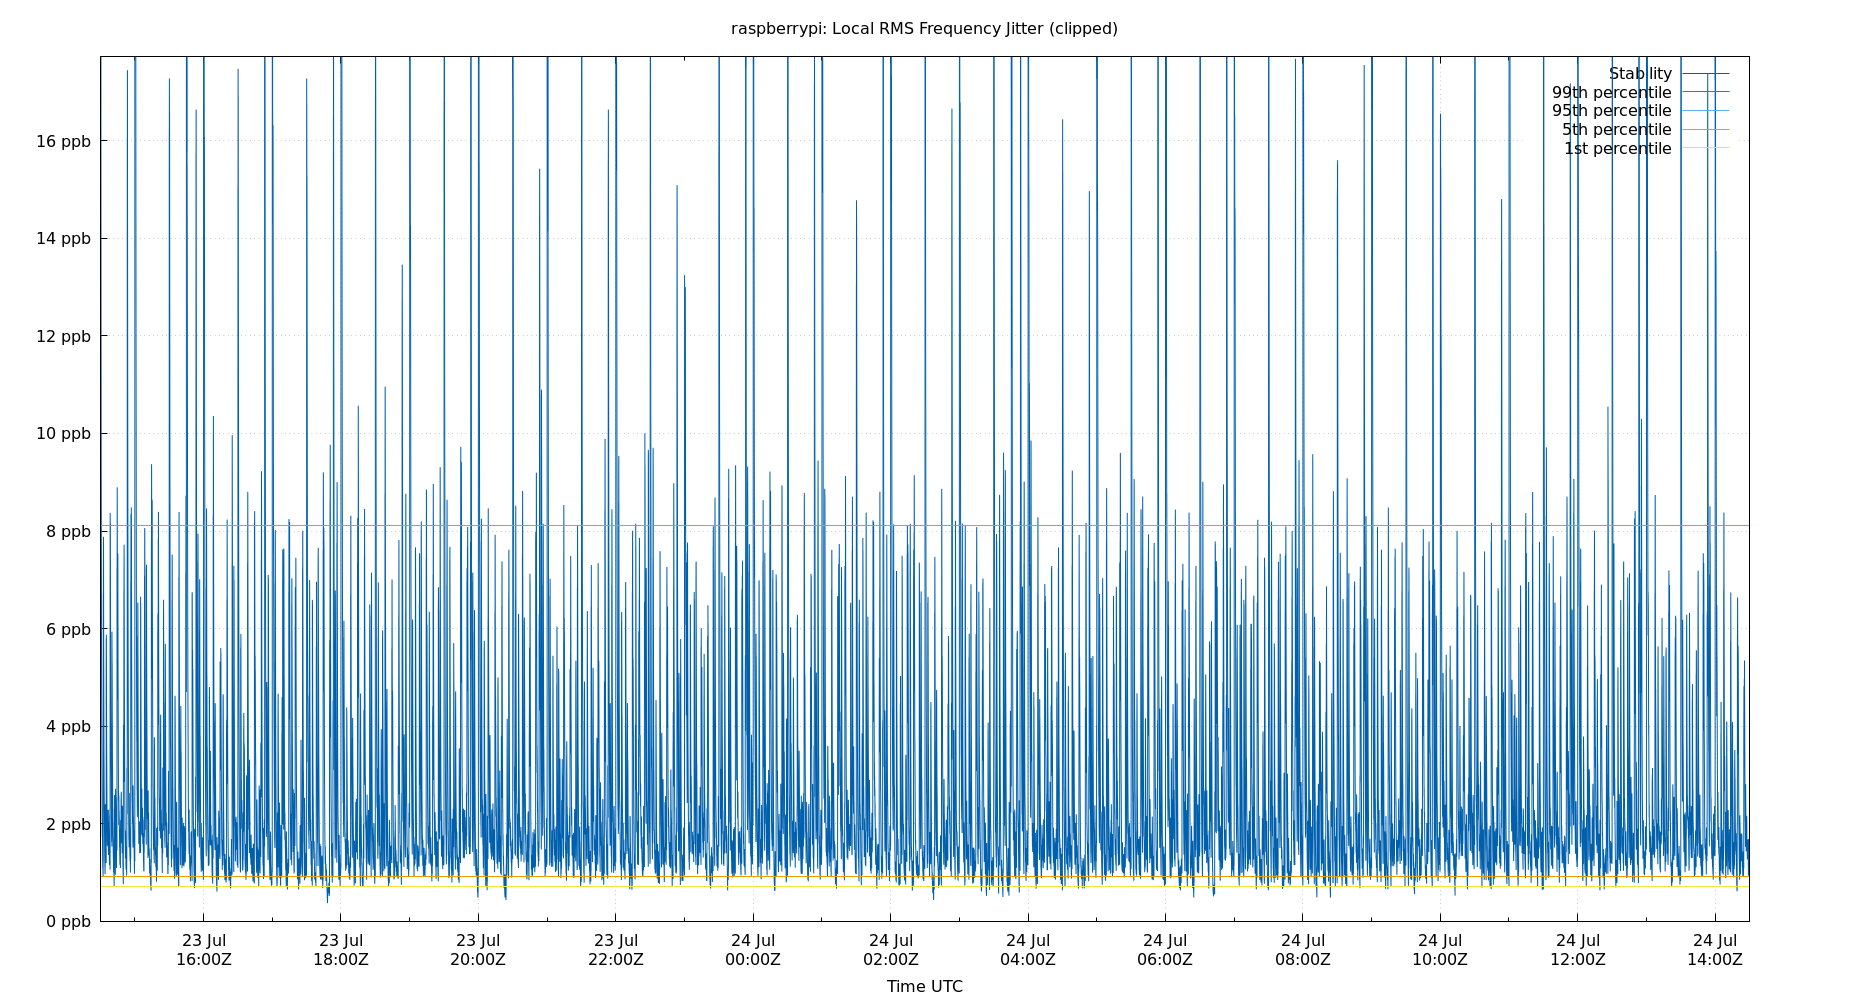 raspberrypi: Local RMS Frequency Jitter (clipped)
Stability
99th percentile
95th percentile
5th percentile
1st percentile
16 ppb
14 ppb
12 ppb
10 ppb
8 ppb
6 ppb
4 ppb
2 ppb
0 ppb
23 Jul 23 Jul 23 Jul 23 Jul 24 Jul 24 Jul 24 Jul 24 Jul 24 Jul 24 Jul 24 Jul 24 Jul
16:00Z 18:00Z 20:00Z 22:00Z 00:00Z 02:00Z 04:00Z 06:00Z 08:00Z 10:00Z 12:00Z 14:00Z
Time UTC